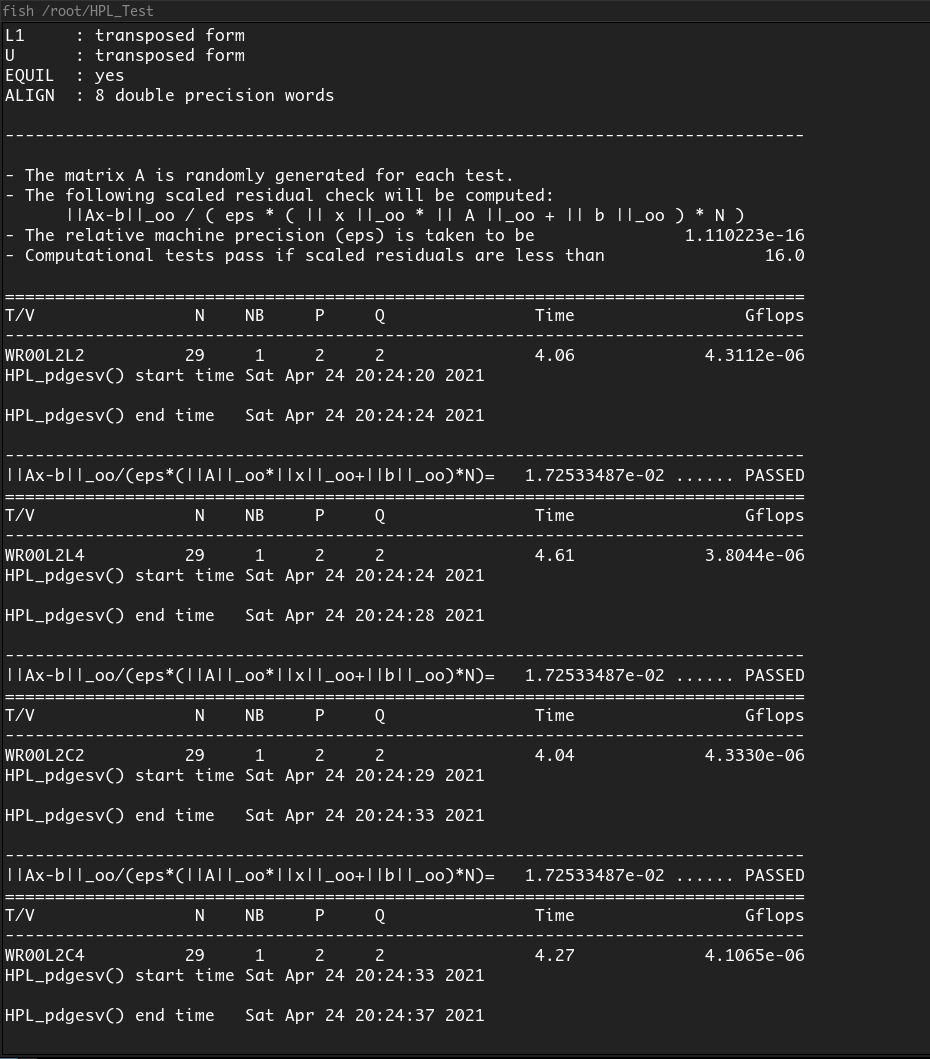 fish /root/HPL_Test
L1     : transposed form
U      : transposed form
EQUIL  : yes
ALIGN  : 8 double precision words
--------------------------------------------------------------------------------
- The matrix A is randomly generated for each test.
- The following scaled residual check will be computed:
      ||Ax-b||_oo / ( eps * ( || x ||_oo * || A ||_oo + || b ||_oo ) * N )
- The relative machine precision (eps) is taken to be               1.110223e-16
- Computational tests pass if scaled residuals are less than                16.0
================================================================================
T/V                N    NB     P     Q               Time                 Gflops
--------------------------------------------------------------------------------
WR00L2L2          29     1     2     2               4.06             4.3112e-06
HPL_pdgesv() start time Sat Apr 24 20:24:20 2021
HPL_pdgesv() end time   Sat Apr 24 20:24:24 2021
--------------------------------------------------------------------------------
||Ax-b||_oo/(eps*(||A||_oo*||x||_oo+||b||_oo)*N)=   1.72533487e-02 ...... PASSED
================================================================================
T/V                N    NB     P     Q               Time                 Gflops
--------------------------------------------------------------------------------
WR00L2L4          29     1     2     2               4.61             3.8044e-06
HPL_pdgesv() start time Sat Apr 24 20:24:24 2021
HPL_pdgesv() end time   Sat Apr 24 20:24:28 2021
--------------------------------------------------------------------------------
||Ax-b||_oo/(eps*(||A||_oo*||x||_oo+||b||_oo)*N)=   1.72533487e-02 ...... PASSED
================================================================================
T/V                N    NB     P     Q               Time                 Gflops
--------------------------------------------------------------------------------
WR00L2C2          29     1     2     2               4.04             4.3330e-06
HPL_pdgesv() start time Sat Apr 24 20:24:29 2021
HPL_pdgesv() end time   Sat Apr 24 20:24:33 2021
--------------------------------------------------------------------------------
||Ax-b||_oo/(eps*(||A||_oo*||x||_oo+||b||_oo)*N)=   1.72533487e-02 ...... PASSED
================================================================================
T/V                N    NB     P     Q               Time                 Gflops
--------------------------------------------------------------------------------
WR00L2C4          29     1     2     2               4.27             4.1065e-06
HPL_pdgesv() start time Sat Apr 24 20:24:33 2021
HPL_pdgesv() end time   Sat Apr 24 20:24:37 2021